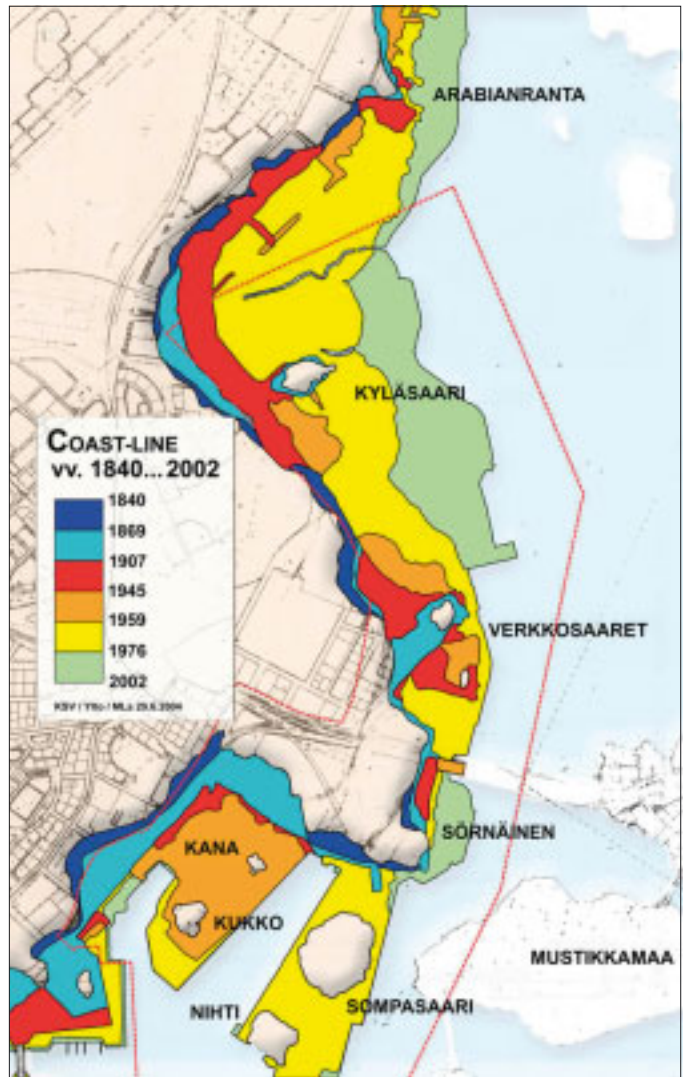 ARABIANRANTA
KYLÄSAARI
COAST-LINE
vv. 1840...2002
1840
1869
1907
1945
1959
1976
2002
VERKKOSAARET
SÖRNÄINEN
KANA
KUKKO
MUSTIKKAMAA
NIHTI
SOMPASAARI